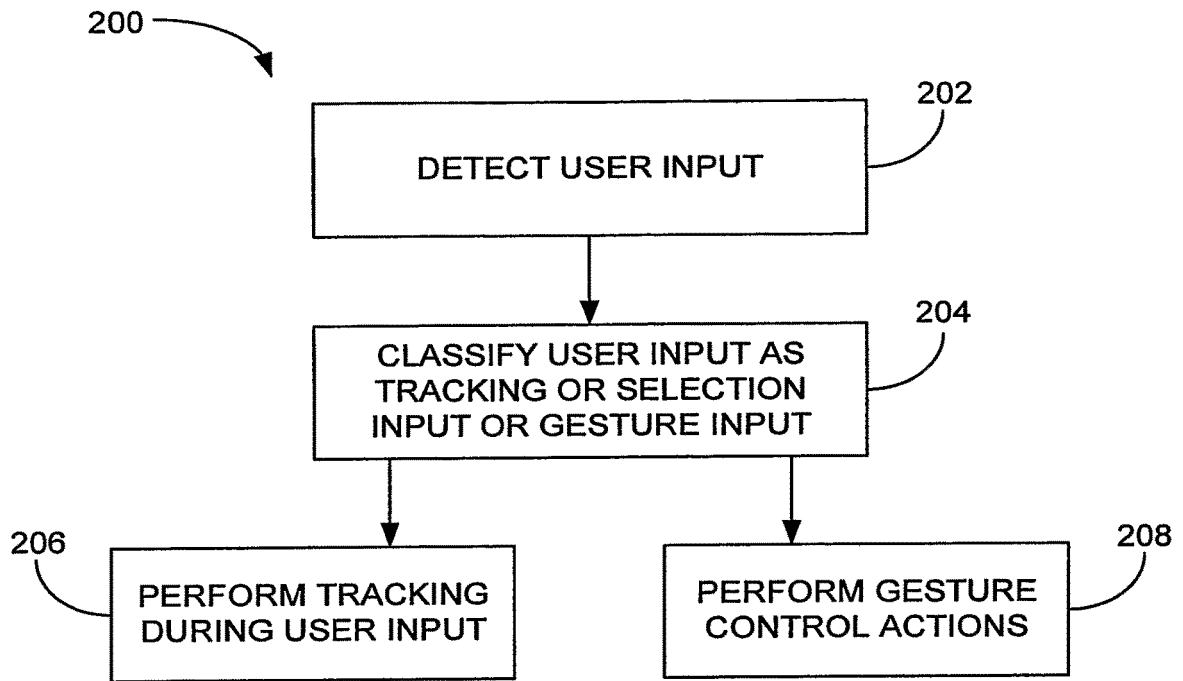 200
202
DETECT USER INPUT
204
CLASSIFY USER INPUT AS
TRACKING OR SELECTION
INPUT OR GESTURE INPUT
206
PERFORM TRACKING
DURING USER INPUT
208
PERFORM GESTURE
CONTROL ACTIONS